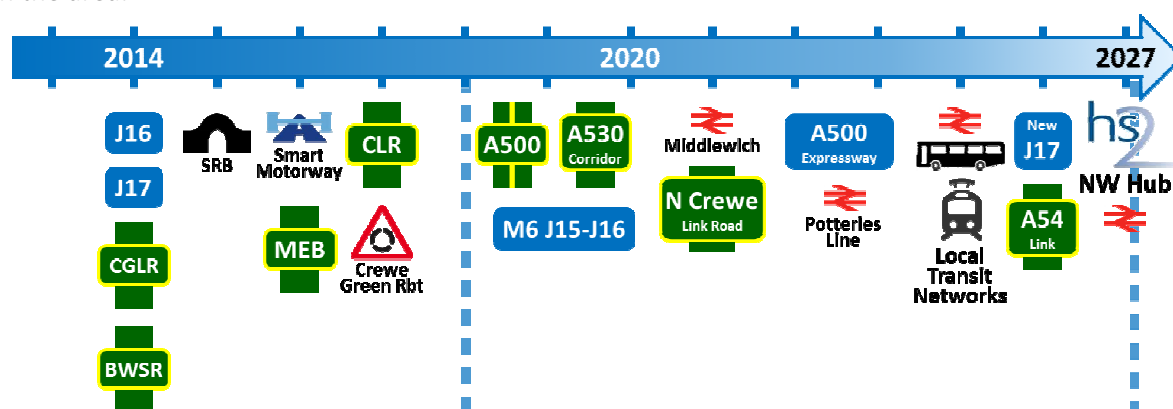 2014
2020
2027
J16
J17
CGLR
BWSR
SRB
Smart
Motorway
MEB
CLR
Crewe
Green Rbt
A500
A530
Corridor
M6 J15-J16
Middlewich
N Crewe
Link Road
A500
Expressway
Potteries
Line
Local
Transit
Networks
New
J17
A54
Link
hs2
NW Hub